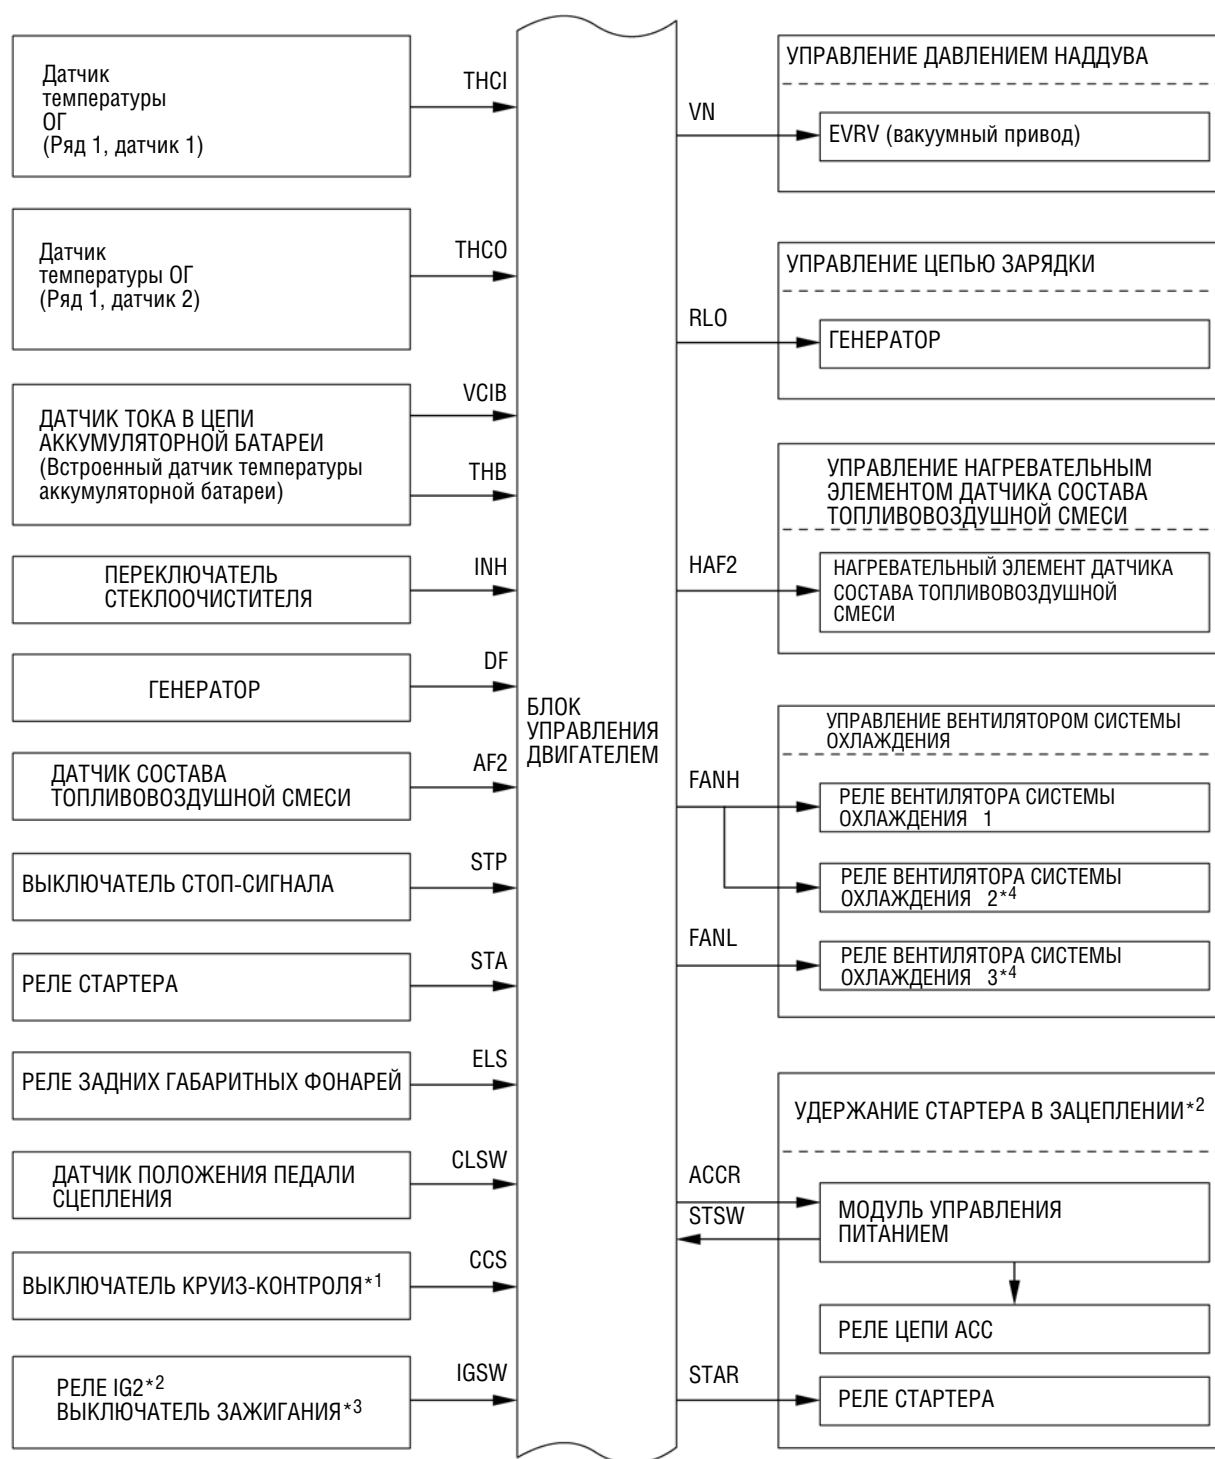 Датчик
температуры
ОГ
(Ряд 1, датчик 1)
THCI
Датчик
температуры ОГ
(Ряд 1, датчик 2)
THCO
ДАТЧИК ТОКА В ЦЕПИ
АККУМУЛЯТОРНОЙ БАТАРЕИ
(Встроенный датчик температуры
аккумуляторной батареи)
VCIB
THB
ПЕРЕКЛЮЧАТЕЛЬ
СТЕКЛООЧИСТИТЕЛЯ
INH
ГЕНЕРАТОР
DF
ДАТЧИК СОСТАВА
ТОПЛИВОВОЗДУШНОЙ СМЕСИ
AF2
ВЫКЛЮЧАТЕЛЬ СТОП-СИГНАЛА
STP
РЕЛЕ СТАРТЕРА
STA
РЕЛЕ ЗАДНИХ ГАБАРИТНЫХ ФОНАРЕЙ
ELS
ДАТЧИК ПОЛОЖЕНИЯ ПЕДАЛИ
СЦЕПЛЕНИЯ
CLSW
ВЫКЛЮЧАТЕЛЬ КРУИЗ-КОНТРОЛЯ*1
CCS
РЕЛЕ IG2*2
ВЫКЛЮЧАТЕЛЬ ЗАЖИГАНИЯ*3
IGSW
БЛОК
УПРАВЛЕНИЯ
ДВИГАТЕЛЕМ
VN
УПРАВЛЕНИЕ ДАВЛЕНИЕМ НАДДУВА
EVRV (вакуумный привод)
RLO
УПРАВЛЕНИЕ ЦЕПЬЮ ЗАРЯДКИ
ГЕНЕРАТОР
HAF2
УПРАВЛЕНИЕ НАГРЕВАТЕЛЬНЫМ
ЭЛЕМЕНТОМ ДАТЧИКА СОСТАВА
ТОПЛИВОВОЗДУШНОЙ СМЕСИ
НАГРЕВАТЕЛЬНЫЙ ЭЛЕМЕНТ ДАТЧИКА
СОСТАВА ТОПЛИВОВОЗДУШНОЙ
СМЕСИ
УПРАВЛЕНИЕ ВЕНТИЛЯТОРОМ СИСТЕМЫ
ОХЛАЖДЕНИЯ
FANH
РЕЛЕ ВЕНТИЛЯТОРА СИСТЕМЫ
ОХЛАЖДЕНИЯ 1
РЕЛЕ ВЕНТИЛЯТОРА СИСТЕМЫ
ОХЛАЖДЕНИЯ 2*4
FANL
РЕЛЕ ВЕНТИЛЯТОРА СИСТЕМЫ
ОХЛАЖДЕНИЯ 3*4
УДЕРЖАНИЕ СТАРТЕРА В ЗАЦЕПЛЕНИИ*2
ACCR
STSW
МОДУЛЬ УПРАВЛЕНИЯ
ПИТАНИЕМ
РЕЛЕ ЦЕПИ ACC
STAR
РЕЛЕ СТАРТЕРА